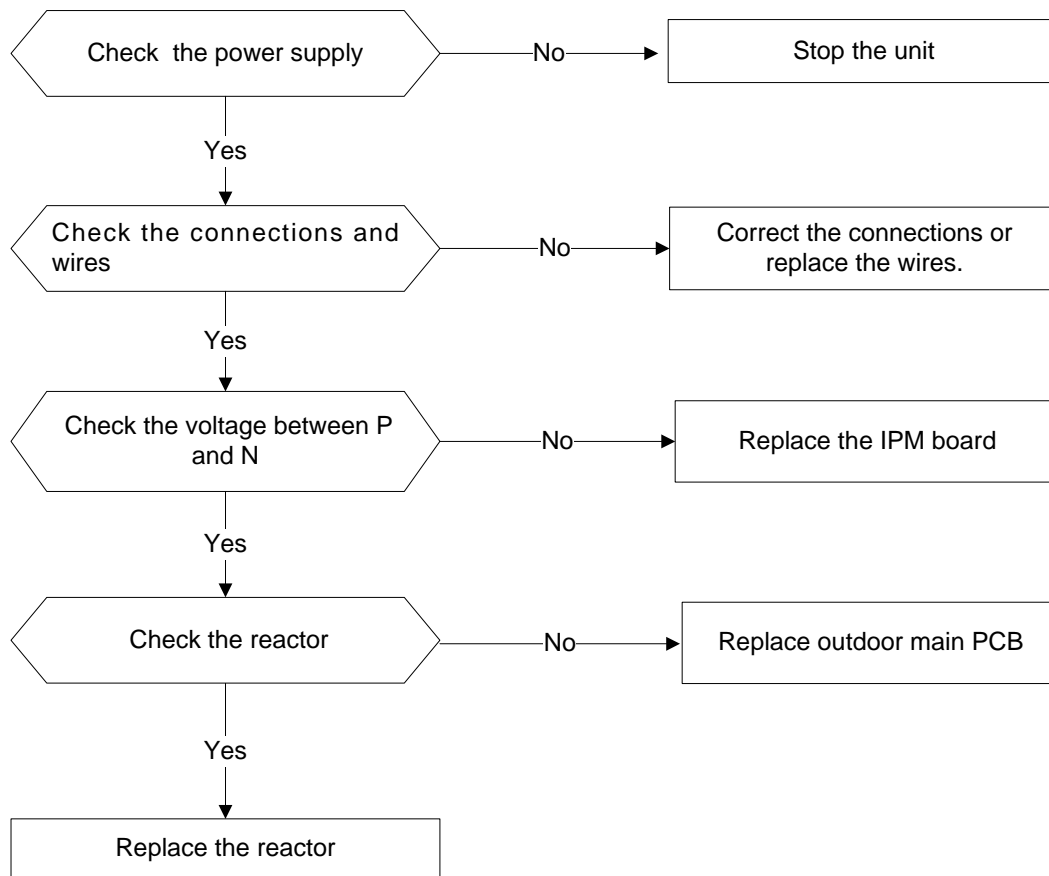 Check the power supply
No
Stop the unit
Yes
Check the connections and
wires
No
Correct the connections or
replace the wires.
Yes
Check the voltage between P
and N
No
Replace the IPM board
Yes
Check the reactor
No
Replace outdoor main PCB
Yes
Replace the reactor